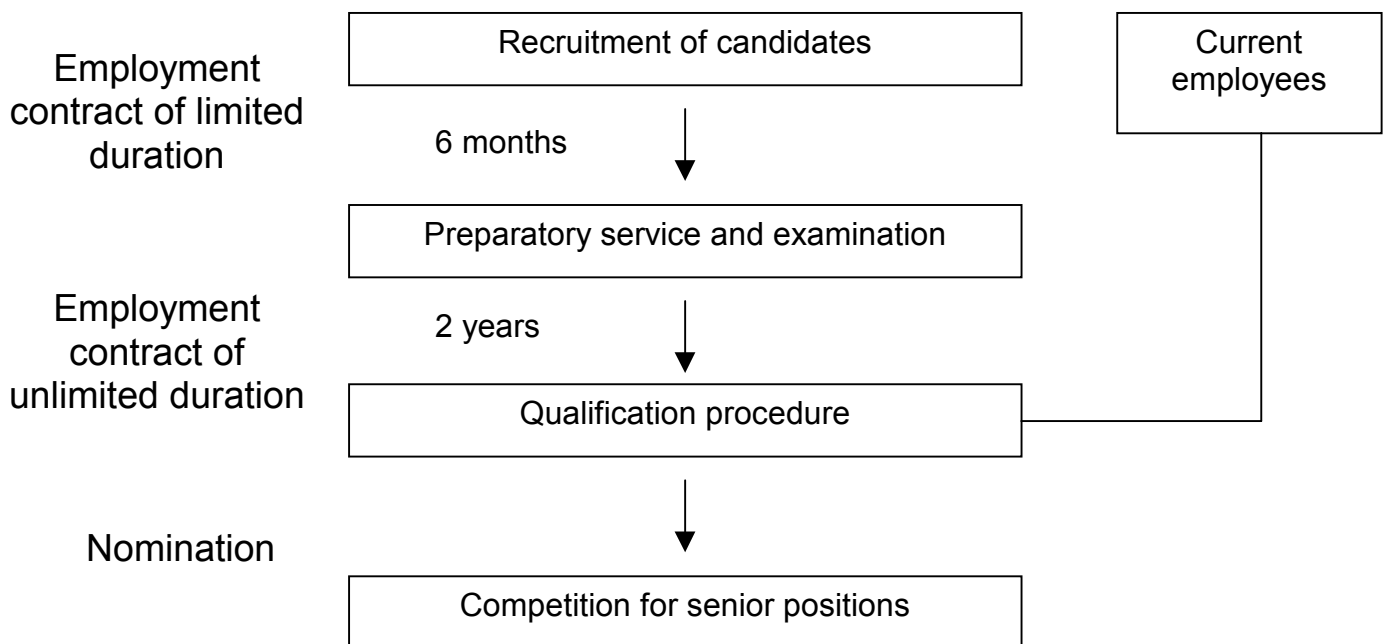 Recruitment of candidates
Current
employees
Employment
contract of limited
duration
6 months
Preparatory service and examination
Employment
contract of
unlimited duration
2 years
Qualification procedure
Nomination
Competition for senior positions